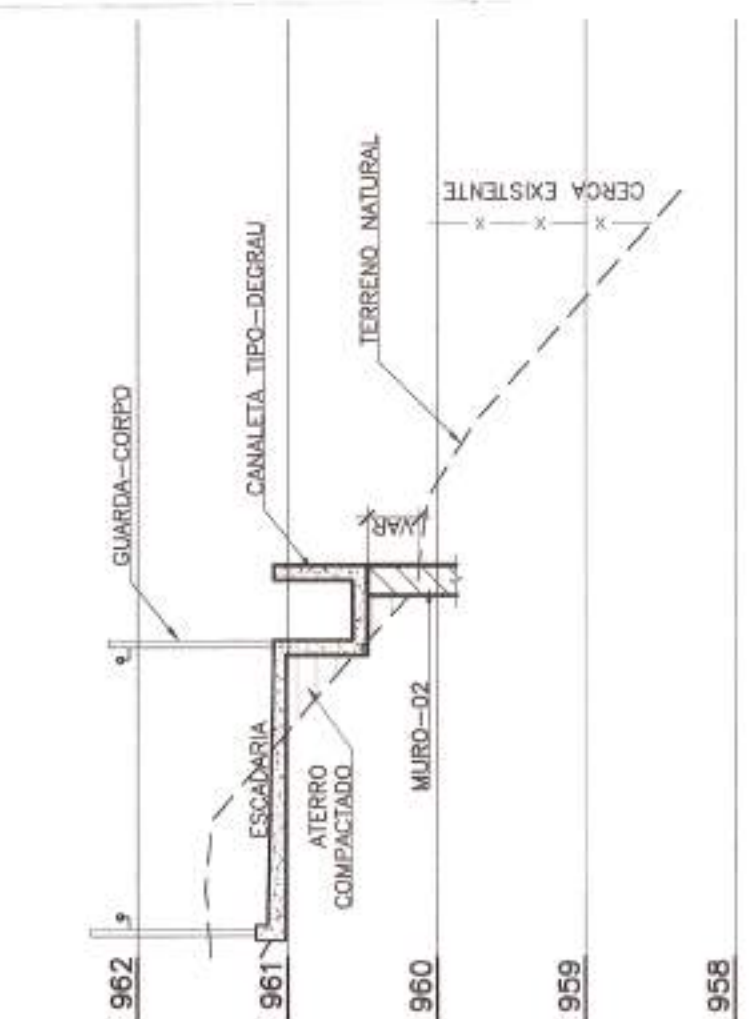 GUARDA-CORPO
CANALETA TIPO-DEGRAU
TERRENO NATURAL
CERCA EXISTENTE
x x x
VAR
ESCADARIA
ATERRO
COMPACTADO
MURO-02
962
961
960
959
958